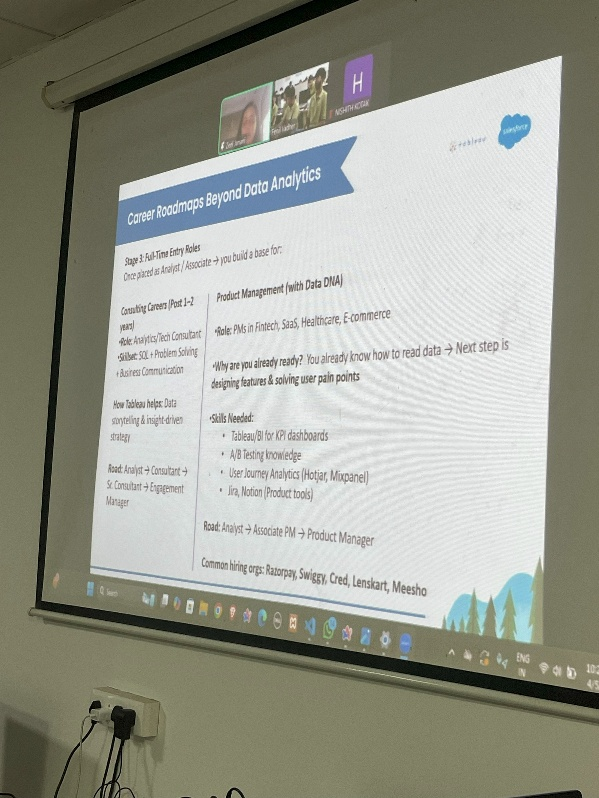 H
NISHITH KOTAK
tableau
salesforce
Career Roadmaps Beyond Data Analytics
Stage 3: Full-Time Entry Roles
Once placed as Analyst / Associate → you build a base for:
Consulting Careers (Post 1–2
years)
•Role: Analytics/Tech Consultant
•Skillset: SQL + Problem Solving
+ Business Communication
How Tableau helps: Data
storytelling & insight-driven
strategy
Road: Analyst → Consultant →
Sr. Consultant → Engagement
Manager
Product Management (with Data DNA)
•Role: PMs in Fintech, SaaS, Healthcare, E-commerce
•Why are you already ready? You already know how to read data → Next step is
designing features & solving user pain points
•Skills Needed:
• Tableau/BI for KPI dashboards
• A/B Testing knowledge
• User Journey Analytics (Hotjar, Mixpanel)
• Jira, Notion (Product tools)
Road: Analyst → Associate PM → Product Manager
Common hiring orgs: Razorpay, Swiggy, Cred, Lenskart, Meesho
Search
ENG
IN